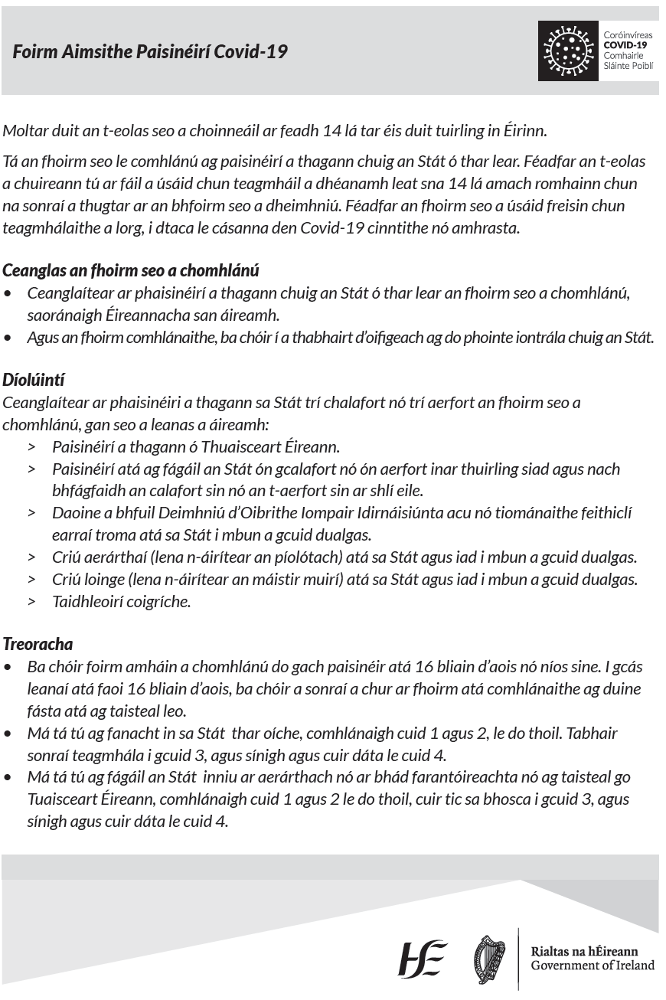 Foirm Aimsithe Paisinéirí Covid-19
Coróinvíreas
COVID-19
Comhairle
Sláinte Poiblí
Moltar duit an t-eolas seo a choinneáil ar feadh 14 lá tar éis duit tuirling in Éirinn.
Tá an fhoirm seo le comhlánú ag paisinéirí a thagann chuig an Stát ó thar lear. Féadfar an t-eolas
a chuireann tú ar fáil a úsáid chun teagmháil a dhéanamh leat sna 14 lá amach romhainn chun
na sonraí a thugtar ar an bhfoirm seo a dheimhniú. Féadfar an fhoirm seo a úsáid freisin chun
teagmhálaithe a lorg, i dtaca le cásanna den Covid-19 cinntithe nó amhrasta.
Ceanglas an fhoirm seo a chomhlánú
• Ceanglaítear ar phaisinéirí a thagann chuig an Stát ó thar lear an fhoirm seo a chomhlánú,
saoránaigh Éireannacha san áireamh.
• Agus an fhoirm comhlánaithe, ba chóir í a thabhairt d'oifigeach ag do phointe iontrála chuig an Stát.
Díolúintí
Ceanglaítear ar phaisinéiri a thagann sa Stát trí chalafort nó trí aerfort an fhoirm seo a
chomhlánú, gan seo a leanas a áireamh:
> Paisinéirí a thagann ó Thuaisceart Éireann.
> Paisinéirí atá ag fágáil an Stát ón gcalafort nó ón aerfort inar thuirling siad agus nach
bhfágfaidh an calafort sin nó an t-aerfort sin ar shlí eile.
> Daoine a bhfuil Deimhniú d'Oibrithe Iompair Idirnáisiúnta acu nó tiománaithe feithiclí
earraí troma atá sa Stát i mbun a gcuid dualgas.
> Criú aerárthaí (lena n-áirítear an píolótach) atá sa Stát agus iad i mbun a gcuid dualgas.
> Criú loinge (lena n-áirítear an máistir muirí) atá sa Stát agus iad i mbun a gcuid dualgas.
> Taidhleoirí coigríche.
Treoracha
• Ba chóir foirm amháin a chomhlánú do gach paisinéir atá 16 bliain d'aois nó níos sine. I gcás
leanaí atá faoi 16 bliain d'aois, ba chóir a sonraí a chur ar fhoirm atá comhlánaithe ag duine
fásta atá ag taisteal leo.
• Má tá tú ag fanacht in sa Stát thar oíche, comhlánaigh cuid 1 agus 2, le do thoil. Tabhair
sonraí teagmhála i gcuid 3, agus sínigh agus cuir dáta le cuid 4.
• Má tá tú ag fágáil an Stát inniu ar aerárthach nó ar bhád farantóireachta nó ag taisteal go
Tuaisceart Éireann, comhlánaigh cuid 1 agus 2 le do thoil, cuir tic sa bhosca i gcuid 3, agus
sínigh agus cuir dáta le cuid 4.
HSE
Rialtas na hÉireann
Government of Ireland